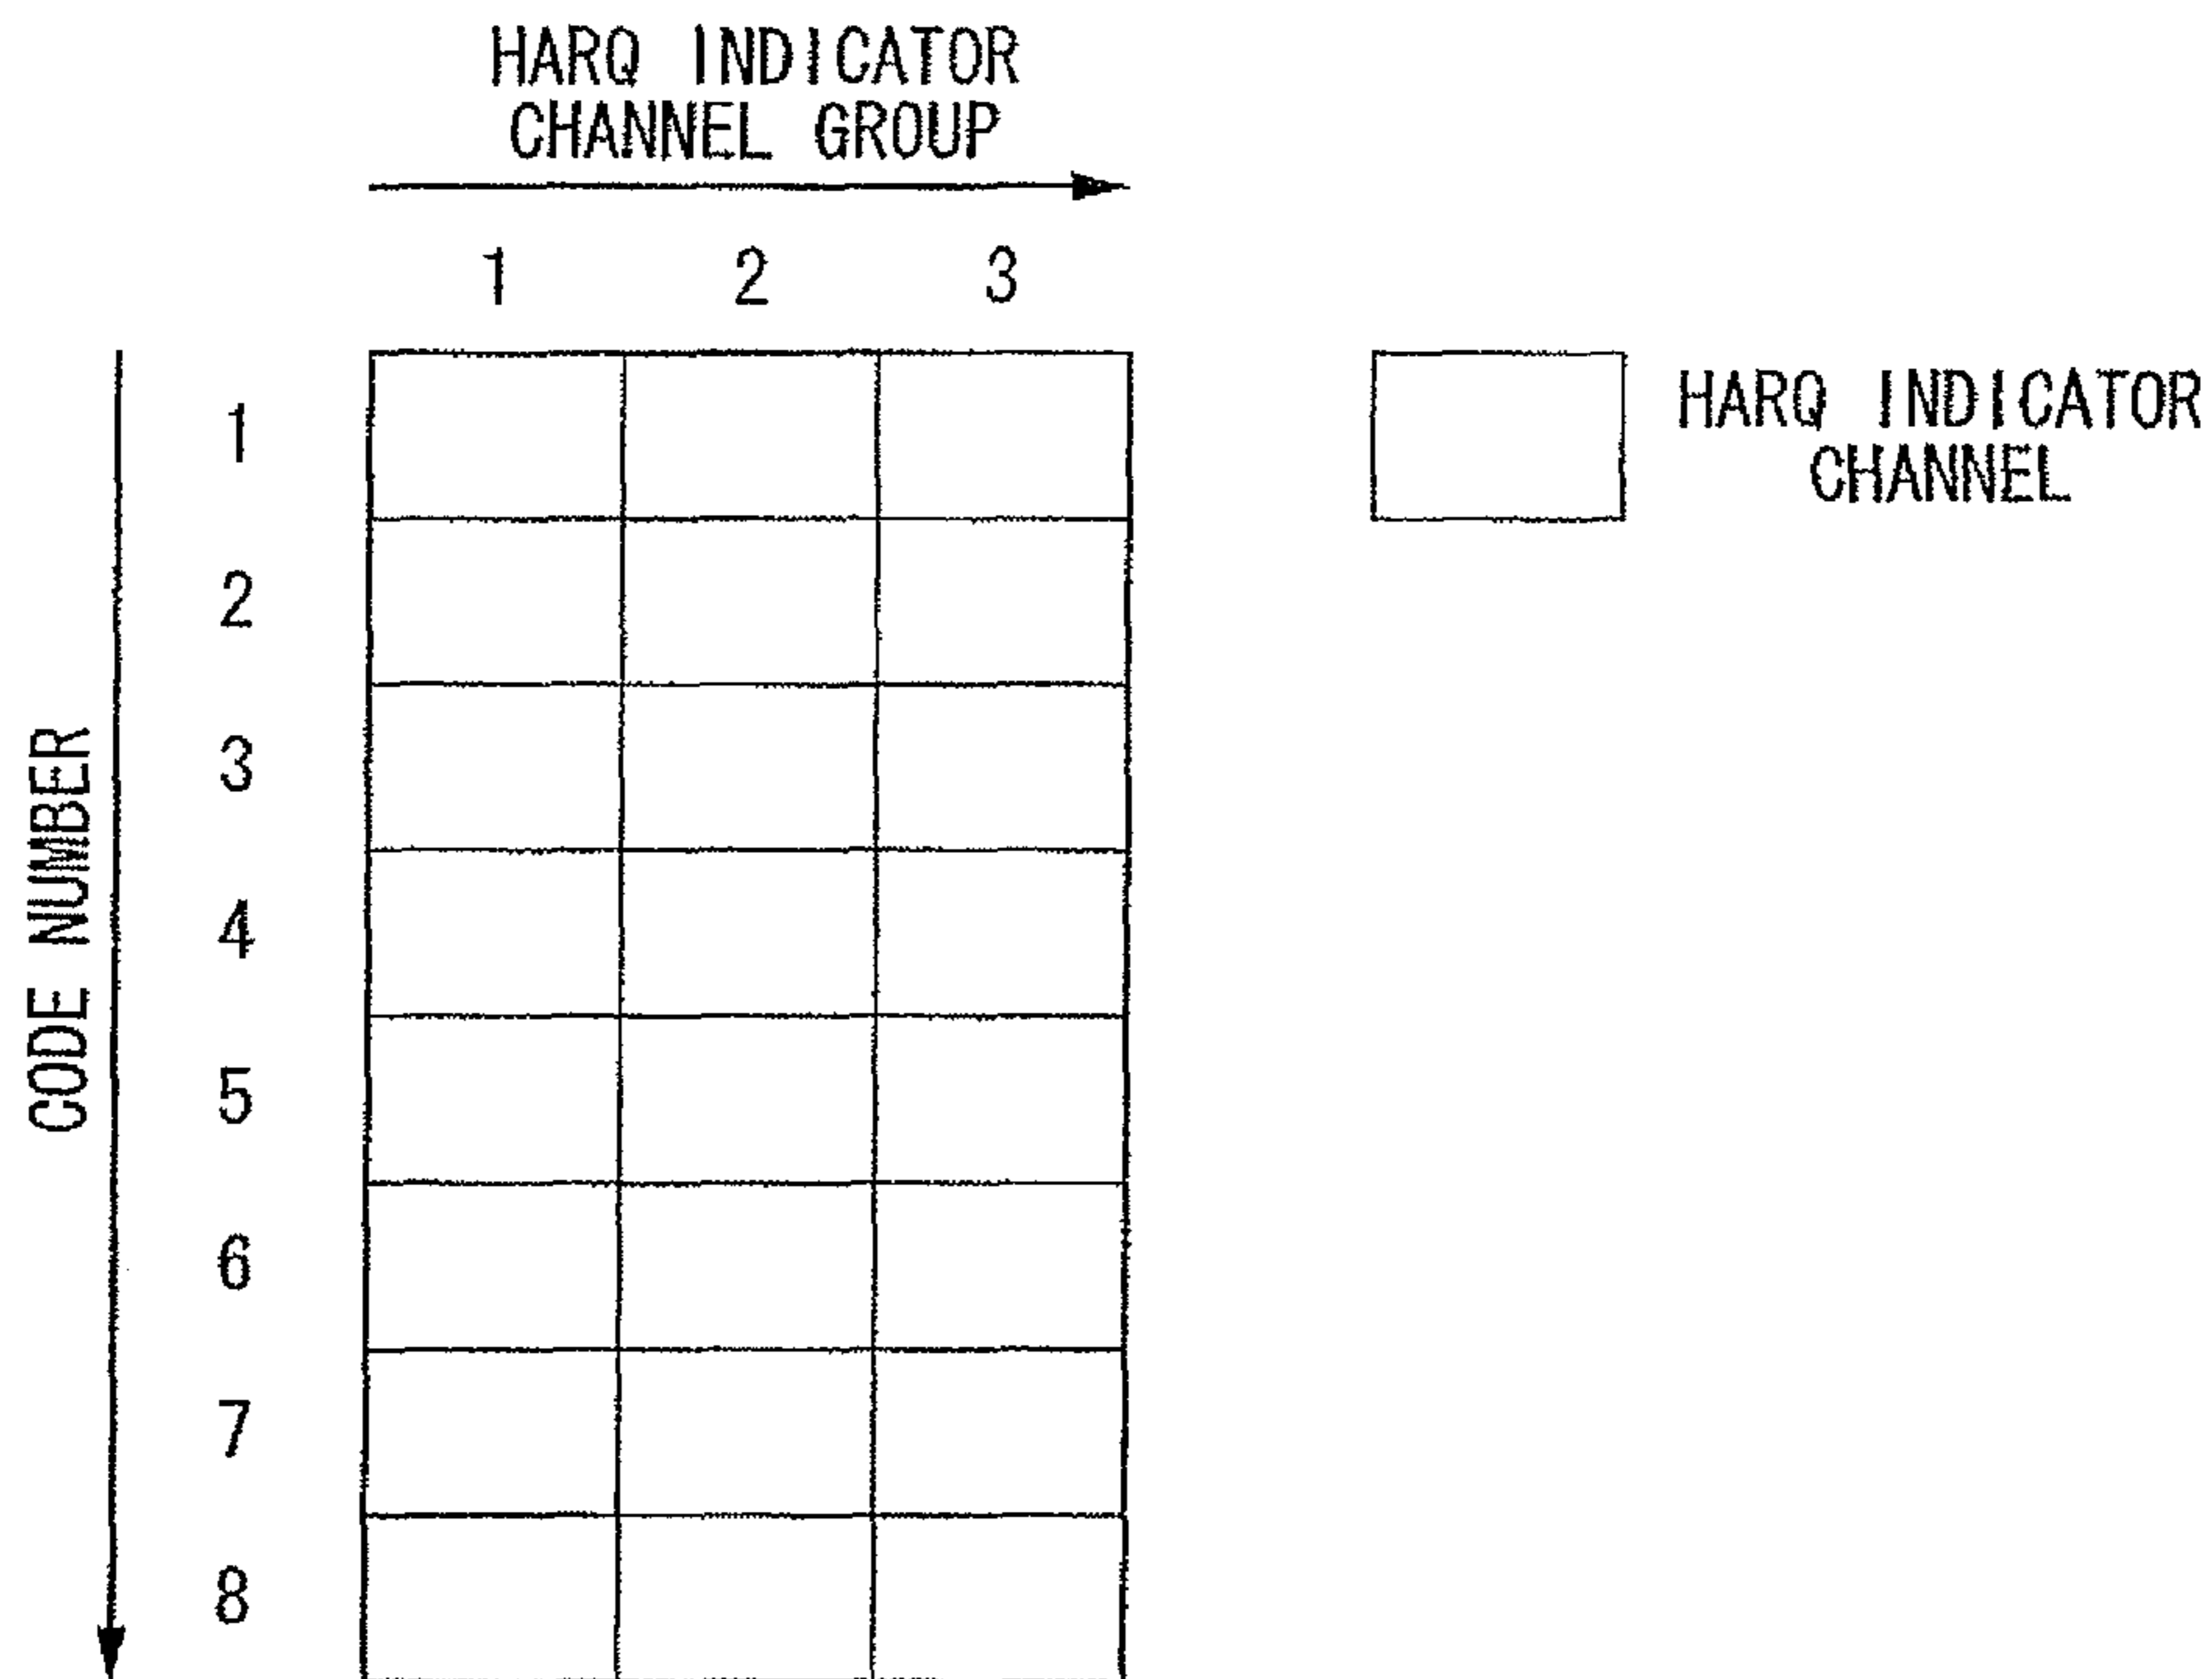 HARQ INDICATOR
CHANNEL GROUP
1 2 3
HARQ INDICATOR
CHANNEL
CODE NUMBER
1
2
3
4
5
6
7
8